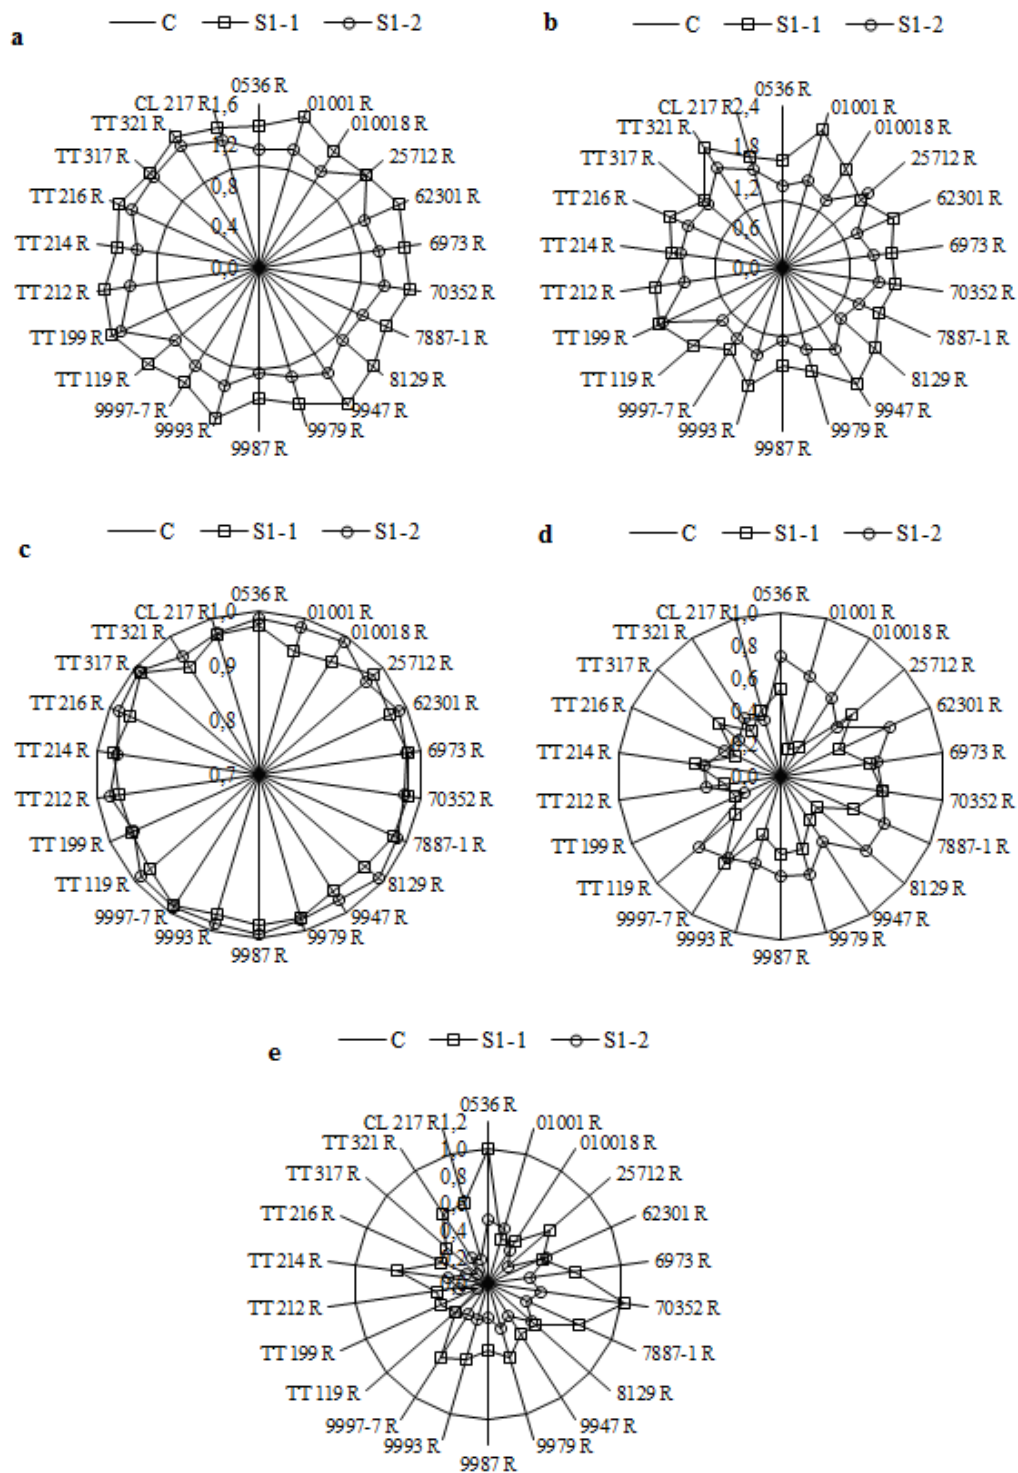 a
C S1-1 S1-2
0536 R
01001 R
010018 R
25712 R
62301 R
6973 R
70352 R
7887-1 R
8129 R
9947 R
9979 R
9987 R
9993 R
9997-7 R
TT 119 R
TT 199 R
TT 212 R
TT 214 R
TT 216 R
TT 317 R
TT 321 R
CL 217 R
1,6
1,2
0,8
0,4
0,0
b
C S1-1 S1-2
0536 R
01001 R
010018 R
25712 R
62301 R
6973 R
70352 R
7887-1 R
8129 R
9947 R
9979 R
9987 R
9993 R
9997-7 R
TT 119 R
TT 199 R
TT 212 R
TT 214 R
TT 216 R
TT 317 R
TT 321 R
CL 217 R
2,4
1,8
1,2
0,6
0,0
c
C S1-1 S1-2
0536 R
01001 R
010018 R
25712 R
62301 R
6973 R
70352 R
7887-1 R
8129 R
9947 R
9979 R
9987 R
9993 R
9997-7 R
TT 119 R
TT 199 R
TT 212 R
TT 214 R
TT 216 R
TT 317 R
TT 321 R
CL 217 R
1,0
0,9
0,8
0,7
d
C S1-1 S1-2
0536 R
01001 R
010018 R
25712 R
62301 R
6973 R
70352 R
7887-1 R
8129 R
9947 R
9979 R
9987 R
9993 R
9997-7 R
TT 119 R
TT 199 R
TT 212 R
TT 214 R
TT 216 R
TT 317 R
TT 321 R
CL 217 R
1,0
0,8
0,6
0,4
0,2
0,0
e
C S1-1 S1-2
0536 R
01001 R
010018 R
25712 R
62301 R
6973 R
70352 R
7887-1 R
8129 R
9947 R
9979 R
9987 R
9993 R
9997-7 R
TT 119 R
TT 199 R
TT 212 R
TT 214 R
TT 216 R
TT 317 R
TT 321 R
CL 217 R
1,2
1,0
0,8
0,6
0,4
0,2
0,0